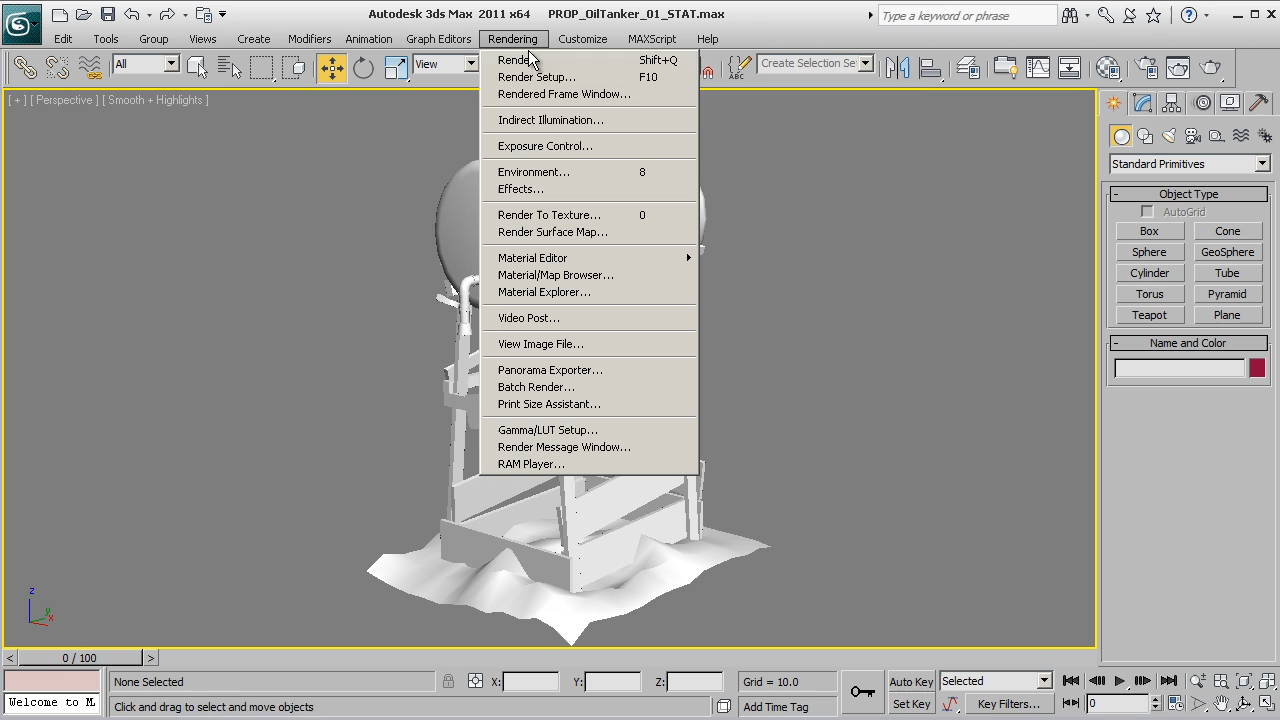 Autodesk 3ds Max 2011 x64 PROP_OilTanker_01_STAT.max
Type a keyword or phrase
Edit Tools Group Views Create Modifiers Animation Graph Editors Rendering Customize MAXScript Help
All
View
ABC
Create Selection Se
Render Shift+Q
Render Setup... F10
Rendered Frame Window...
Indirect Illumination...
Exposure Control...
Environment... 8
Effects...
Render To Texture... 0
Render Surface Map...
Material Editor
Material/Map Browser...
Material Explorer...
Video Post...
View Image File...
Panorama Exporter...
Batch Render...
Print Size Assistant...
Gamma/LUT Setup...
Render Message Window...
RAM Player...
[ + ] [ Perspective ] [ Smooth + Highlights ]
Standard Primitives
- Object Type
AutoGrid
Box Cone
Sphere GeoSphere
Cylinder Tube
Torus Pyramid
Teapot Plane
- Name and Color
z
y
x
< 0 / 100 >
None Selected X: Y: Z: Grid = 10.0 Auto Key Selected
Welcome to M
Click and drag to select and move objects Add Time Tag Set Key Key Filters... 0